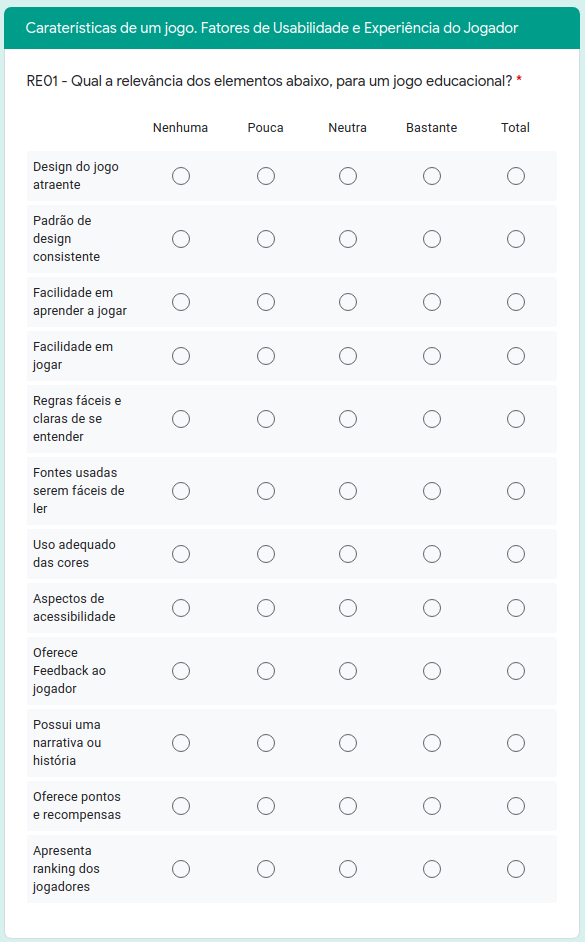 Caraterísticas de um jogo. Fatores de Usabilidade e Experiência do Jogador
RE01 - Qual a relevância dos elementos abaixo, para um jogo educacional? *
Nenhuma Pouca Neutra Bastante Total
Design do jogo
atraente
Padrão de
design
consistente
Facilidade em
aprender a jogar
Facilidade em
jogar
Regras fáceis e
claras de se
entender
Fontes usadas
serem fáceis de
ler
Uso adequado
das cores
Aspectos de
acessibilidade
Oferece
Feedback ao
jogador
Possui uma
narrativa ou
história
Oferece pontos
e recompensas
Apresenta
ranking dos
jogadores